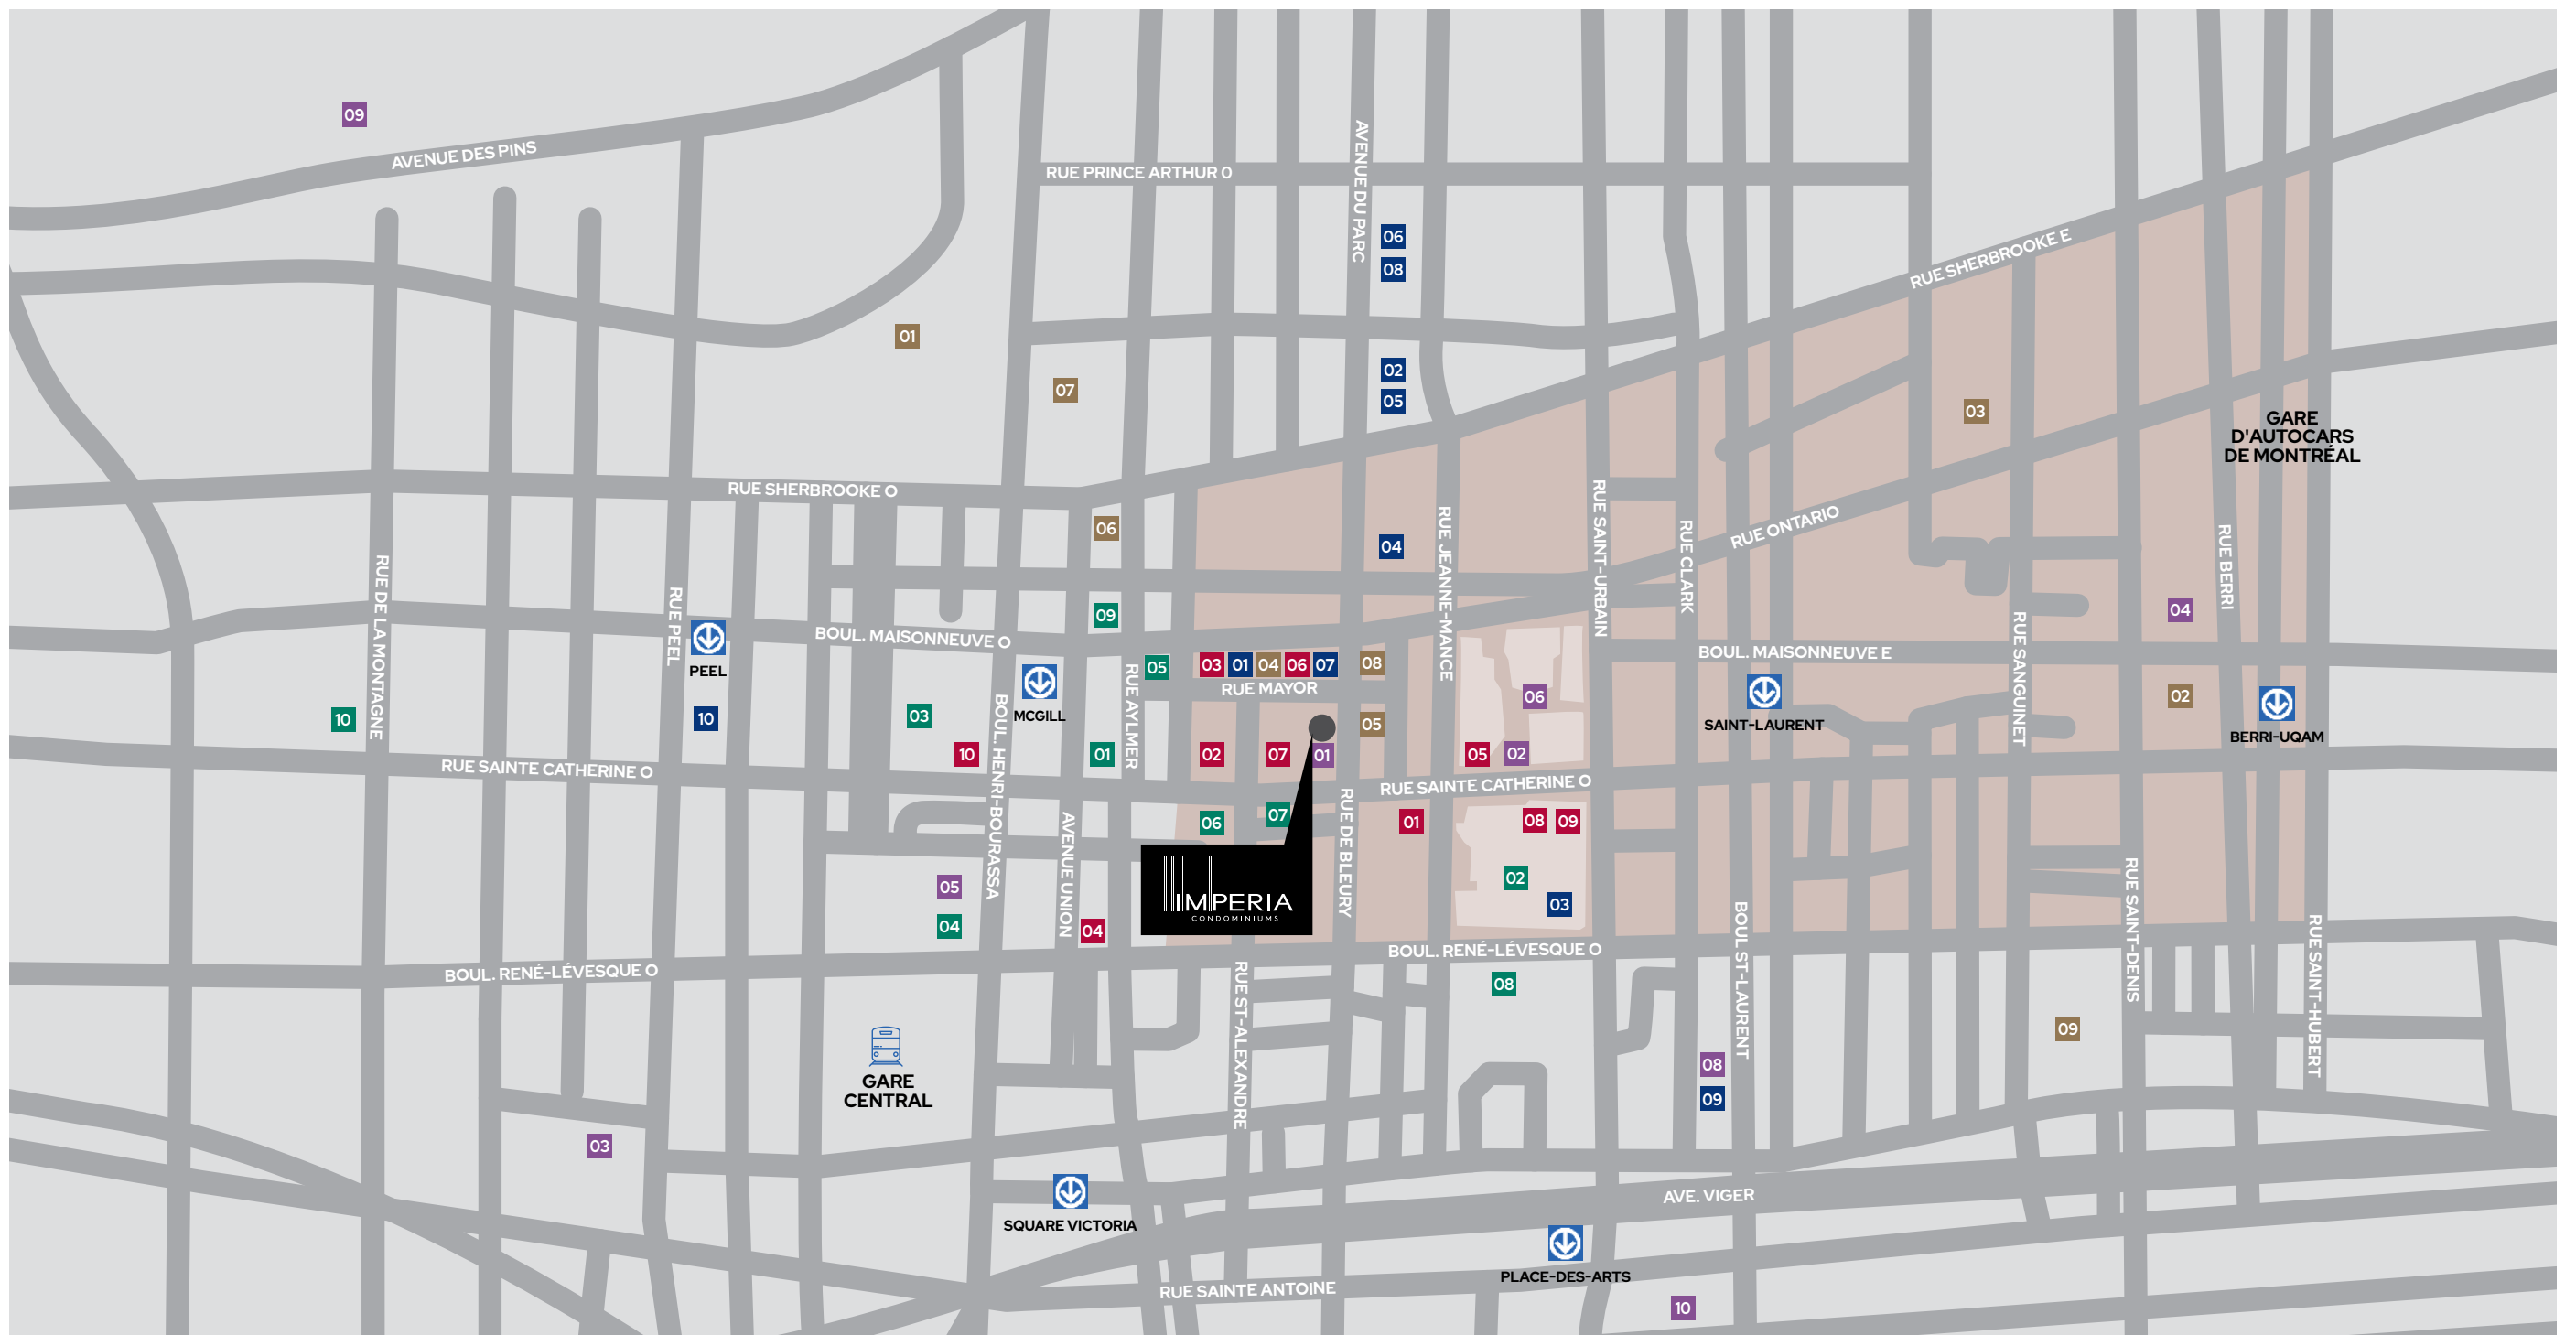 09
AVENUE DES PINS
RUE PRINCE ARTHUR O
AVENUE DU PARC
06
08
RUE SHERBROOKE E
01
07
02
05
03
GARE
D'AUTOCARS
DE MONTRÉAL
RUE SHERBROOKE O
06
04
RUE JEANNE-MANCE
RUE SAINT-URBAIN
RUE CLARK
RUE ONTARIO
RUE BERRI
RUE DE LA MONTAGNE
RUE PEEL
PEEL
10
10
BOUL. MAISONNEUVE O
09
04
MCGILL
03
10
01
05
RUE AYLMER
03
01
04
06
07
08
RUE MAYOR
05
06
BOUL. MAISONNEUVE E
SAINT-LAURENT
RUE SANGUINET
02
BERRI-UQAM
02
07
01
05
02
RUE SAINTE CATHERINE O
BOUL. HENRI-BOURASSA
AVENUE UNION
RUE SAINTE CATHERINE O
06
07
RUE DE BLEURY
01
08
09
02
03
05
04
04
IMPERIA
CONDOMINIUMS
BOUL. RENÉ-LÉVESQUE O
BOUL. RENÉ-LÉVESQUE O
08
BOUL ST-LAURENT
RUE SAINT-DENIS
RUE SAINT-HUBERT
RUE ST-ALEXANDRE
GARE
CENTRAL
09
08
09
03
SQUARE VICTORIA
AVE. VIGER
PLACE-DES-ARTS
RUE SAINTE ANTOINE
10